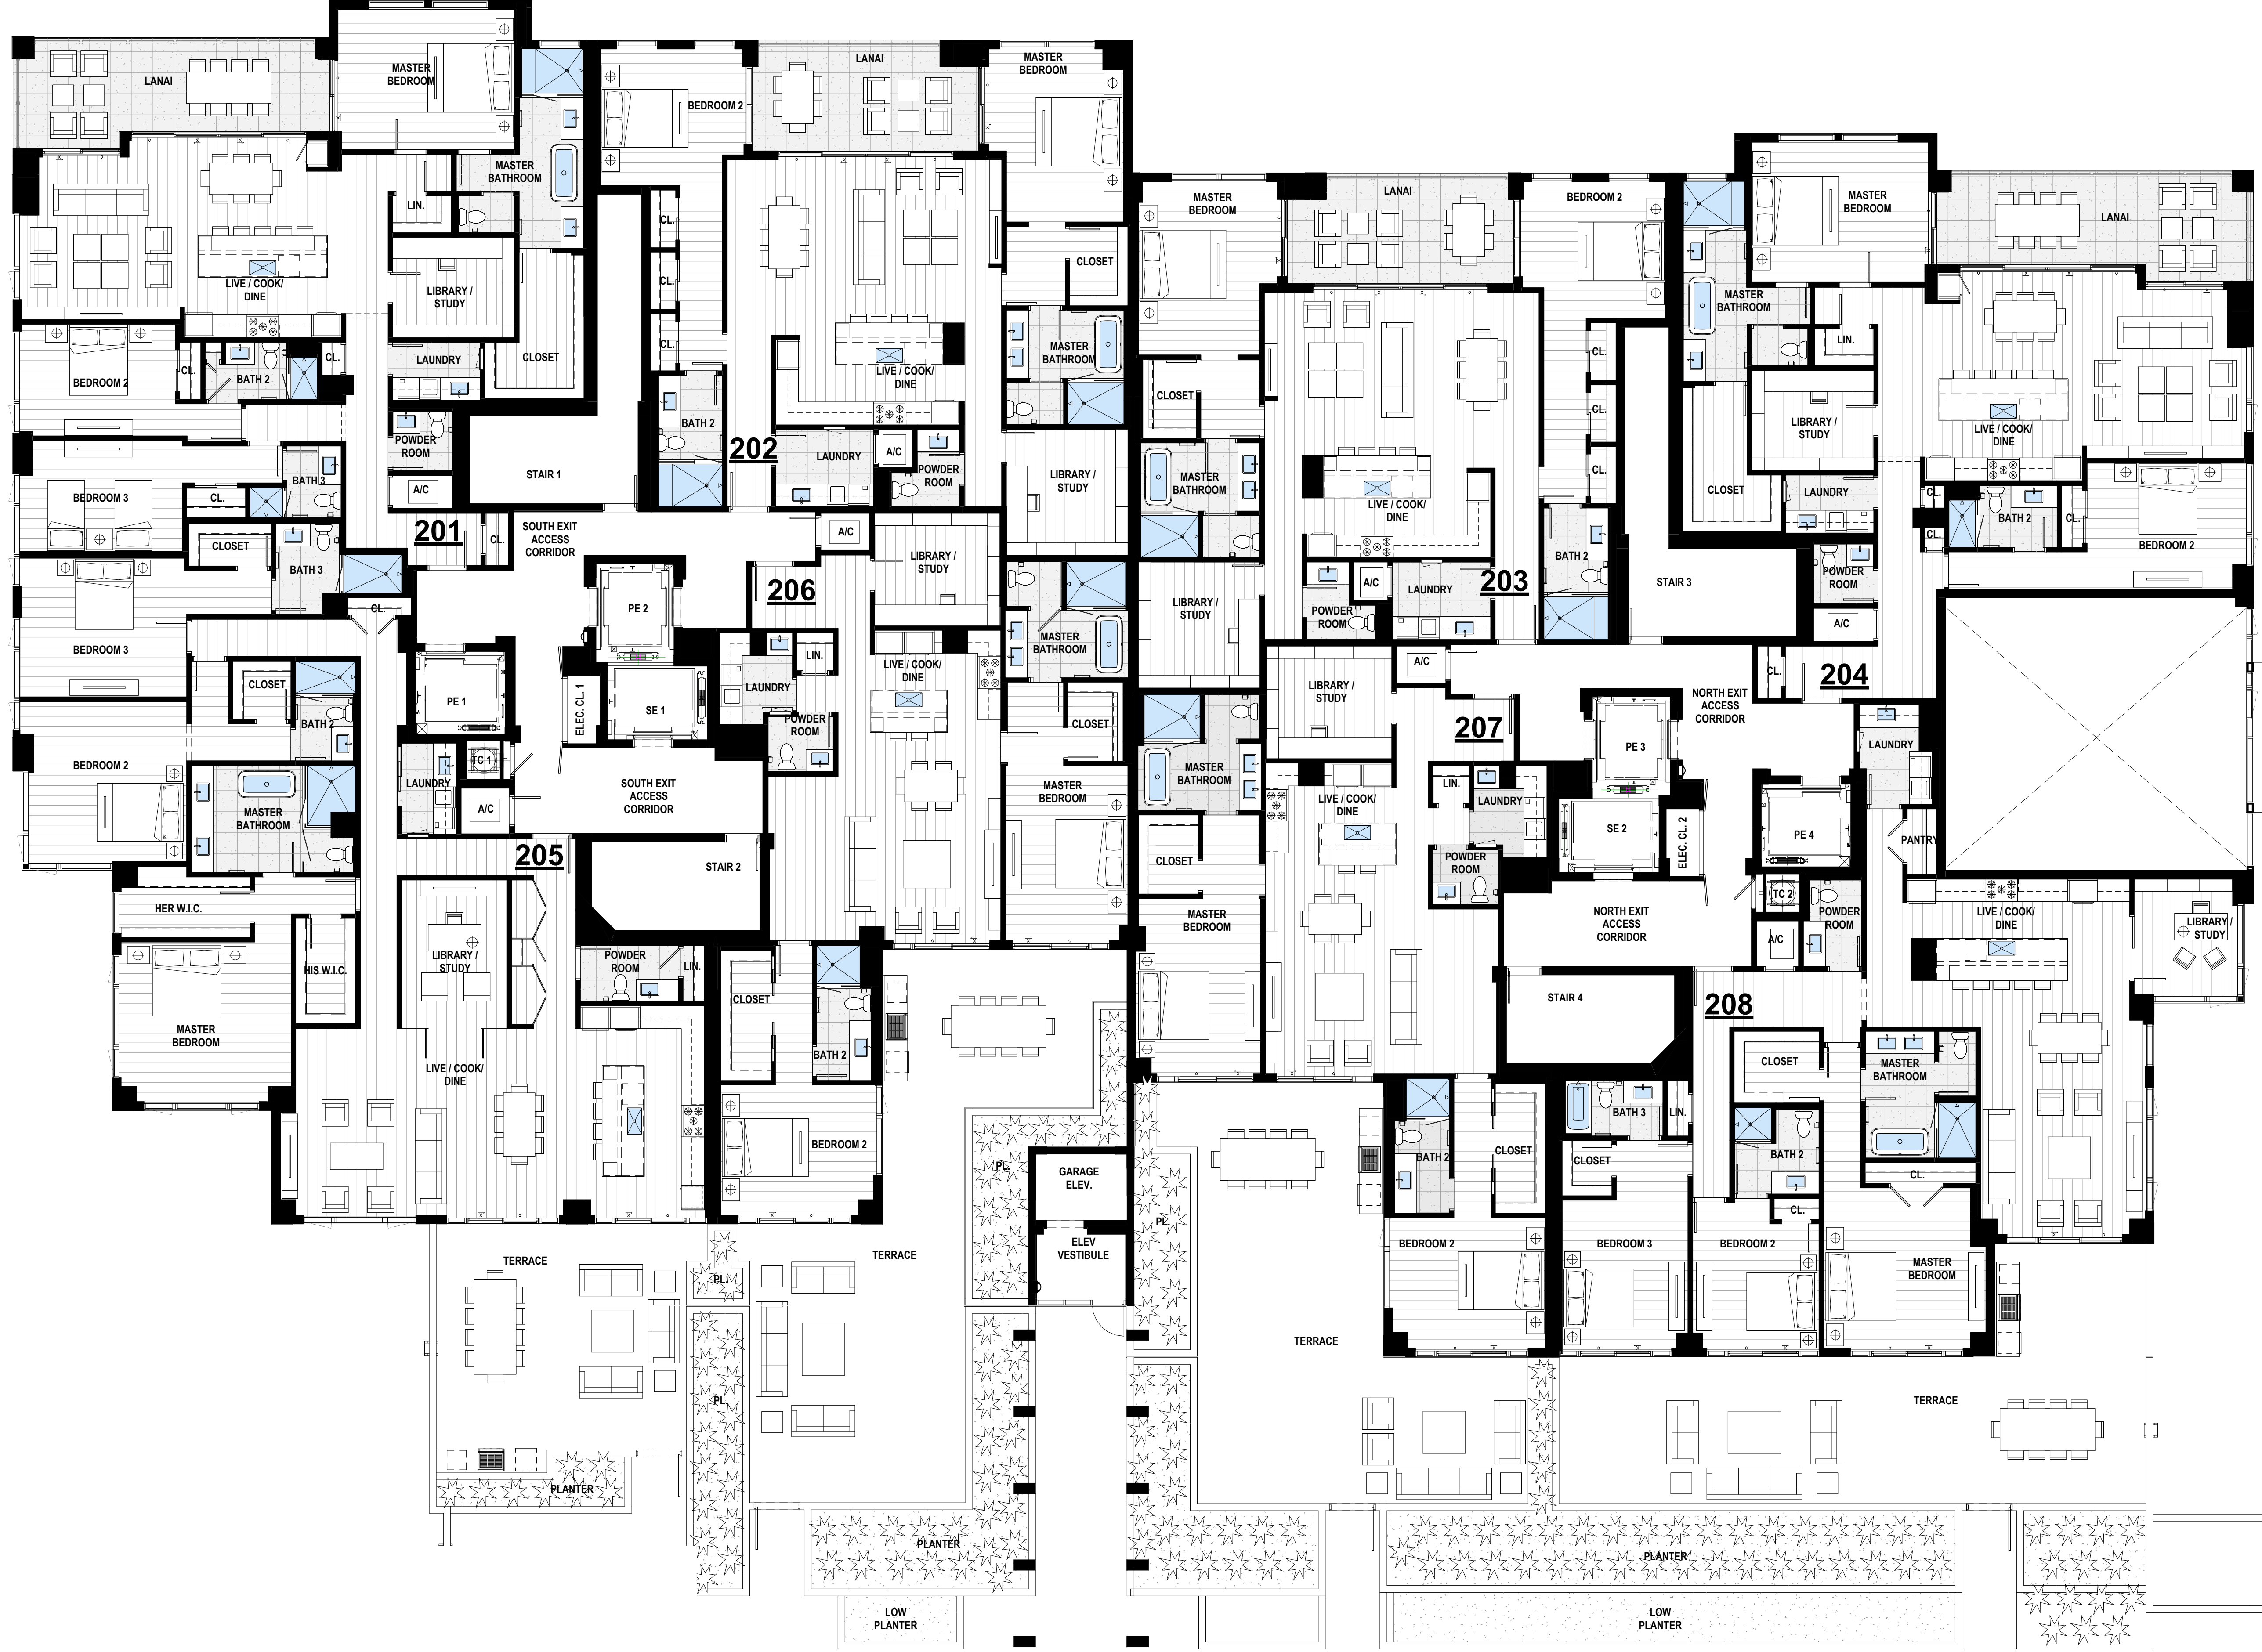 LANAI
MASTER
BEDROOM
MASTER
BATHROOM
LIN.
LIVE / COOK/
DINE
LIBRARY /
STUDY
CLOSET
LAUNDRY
BEDROOM 2
CL.
BATH 2
CL.
POWDER
ROOM
A/C
BEDROOM 3
CL.
BATH 3
201
CL.
STAIR 1
SOUTH EXIT
ACCESS
CORRIDOR
BEDROOM 2
LANAI
MASTER
BEDROOM
CL.
CL.
CL.
CLOSET
MASTER
BATHROOM
LIVE / COOK/
DINE
BATH 2
202
LAUNDRY
A/C
POWDER
ROOM
LIBRARY /
STUDY
MASTER
BEDROOM
LANAI
BEDROOM 2
CLOSET
CL.
CL.
CL.
MASTER
BATHROOM
LIVE / COOK/
DINE
LIBRARY /
STUDY
POWDER
ROOM
A/C
LAUNDRY
203
BATH 2
STAIR 3
MASTER
BEDROOM
LANAI
MASTER
BATHROOM
LIN.
LIBRARY /
STUDY
LIVE / COOK/
DINE
CLOSET
LAUNDRY
CL.
BATH 2
CL.
CL.
BEDROOM 2
POWDER
ROOM
A/C
CL.
204
NORTH EXIT
ACCESS
CORRIDOR
CLOSET
BATH 3
CL.
BEDROOM 3
CLOSET
BATH 2
BEDROOM 2
MASTER
BATHROOM
HER W.I.C.
HIS W.I.C.
MASTER
BEDROOM
PE 1
TC 1
LAUNDRY
A/C
205
LIBRARY /
STUDY
LIVE / COOK/
DINE
POWDER
ROOM
LIN.
TERRACE
PLANTER
PE 2
SE 1
ELEC. CL. 1
SOUTH EXIT
ACCESS
CORRIDOR
STAIR 2
A/C
206
LIBRARY /
STUDY
LIN.
LAUNDRY
POWDER
ROOM
LIVE / COOK/
DINE
MASTER
BATHROOM
CLOSET
MASTER
BEDROOM
CLOSET
BATH 2
BEDROOM 2
TERRACE
PL.
PL.
PL.
PLANTER
LOW
PLANTER
GARAGE
ELEV.
ELEV
VESTIBULE
LIBRARY /
STUDY
A/C
207
MASTER
BATHROOM
LIVE / COOK/
DINE
LIN.
LAUNDRY
POWDER
ROOM
CLOSET
MASTER
BEDROOM
PL.
BATH 2
CLOSET
BEDROOM 2
TERRACE
PE 3
SE 2
ELEC. CL. 2
NORTH EXIT
ACCESS
CORRIDOR
STAIR 4
PE 4
TC 2
A/C
LAUNDRY
PANTRY
POWDER
ROOM
208
LIVE / COOK/
DINE
LIBRARY /
STUDY
CLOSET
MASTER
BATHROOM
BATH 3
LIN.
CLOSET
BATH 2
CL.
CL.
BEDROOM 3
BEDROOM 2
MASTER
BEDROOM
TERRACE
PLANTER
LOW
PLANTER